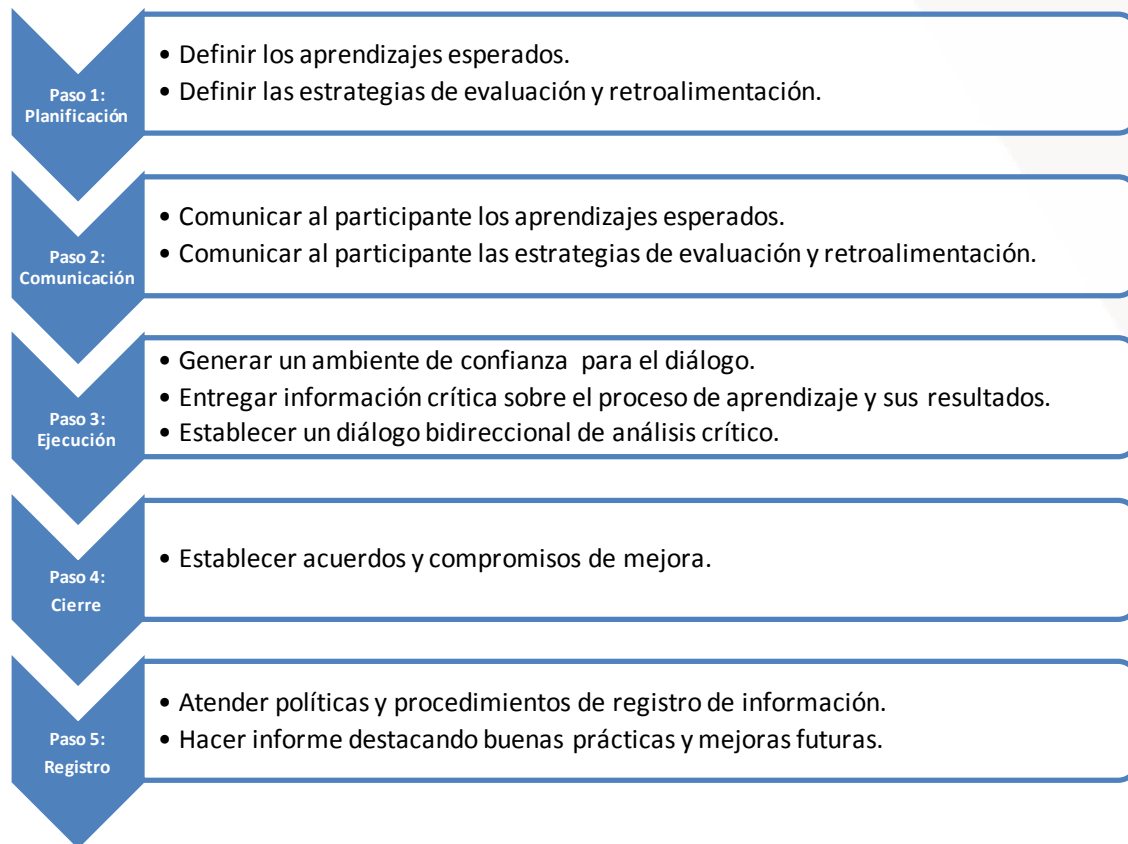 Paso 1:
Planificación
• Definir los aprendizajes esperados.
• Definir las estrategias de evaluación y retroalimentación.
Paso 2:
Comunicación
• Comunicar al participante los aprendizajes esperados.
• Comunicar al participante las estrategias de evaluación y retroalimentación.
Paso 3:
Ejecución
• Generar un ambiente de confianza para el diálogo.
• Entregar información crítica sobre el proceso de aprendizaje y sus resultados.
• Establecer un diálogo bidireccional de análisis crítico.
Paso 4:
Cierre
• Establecer acuerdos y compromisos de mejora.
Paso 5:
Registro
• Atender políticas y procedimientos de registro de información.
• Hacer informe destacando buenas prácticas y mejoras futuras.